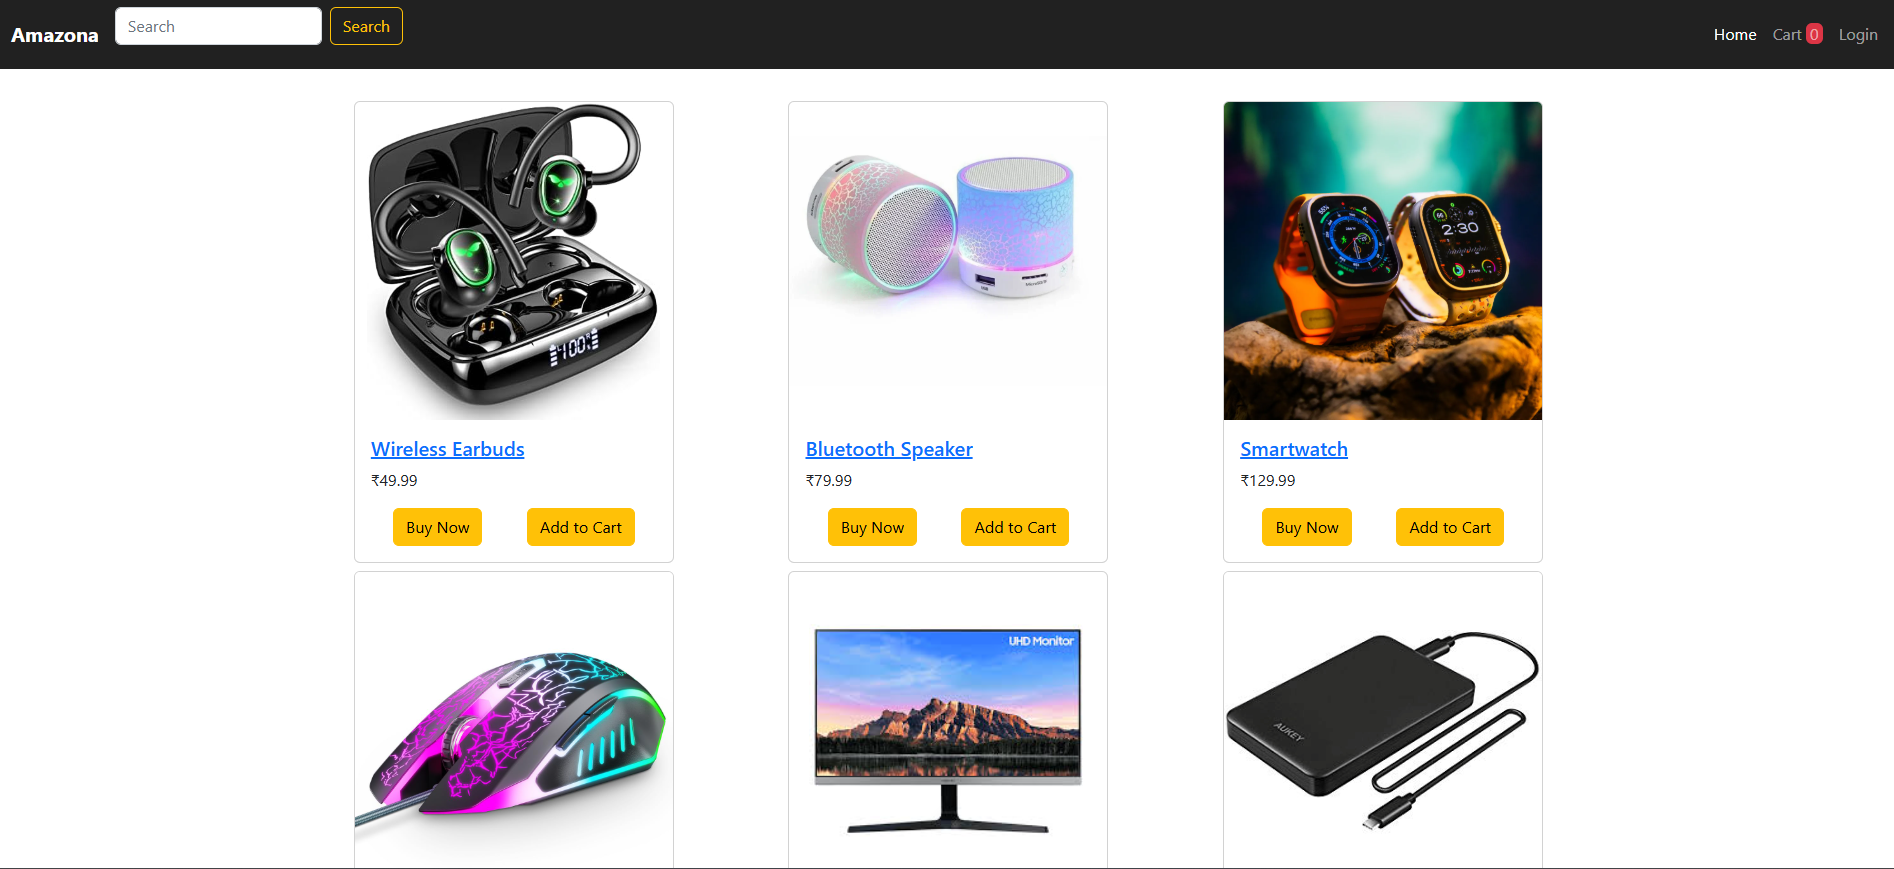 Amazona
Search
Search
Home
Cart 0
Login
100
2:30
Wireless Earbuds
₹49.99
Buy Now
Add to Cart
Bluetooth Speaker
₹79.99
Buy Now
Add to Cart
Smartwatch
₹129.99
Buy Now
Add to Cart
UHD Monitor
AUKEY